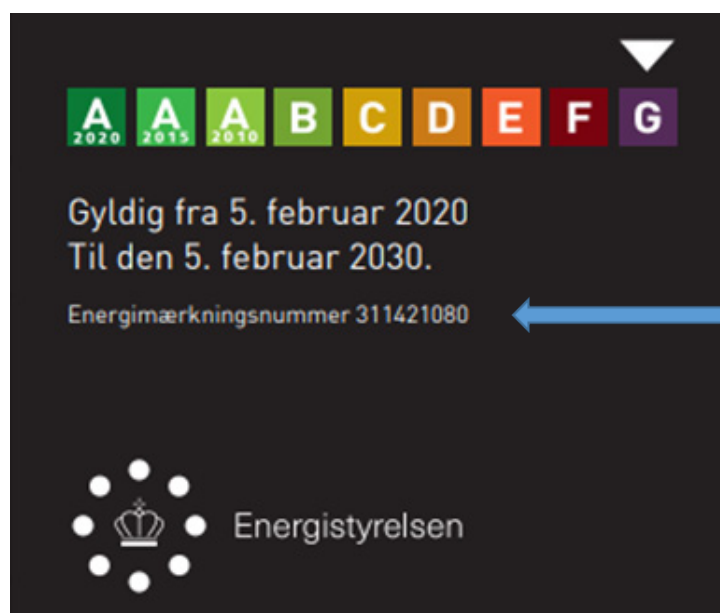 A A A B C D E F G
2020 2015 2010
Gyldig fra 5. februar 2020
Til den 5. februar 2030.
Energimærkningsnummer 311421080
Energistyrelsen